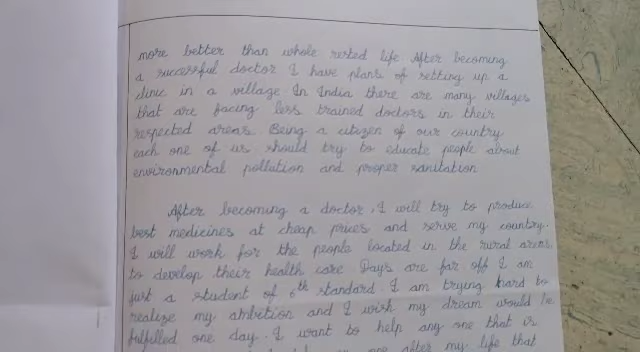 more better than whole rested life. After becoming
a successful doctor I have plans of setting up a
clinic in a village. In India there are many villages
that are facing less trained doctors in their
respected areas. Being a citizen of our country
each one of us should try to educate people about
environmental pollution and proper sanitation
After becoming a doctor, I will try to produce
best medicines at cheap prices and serve my country.
I will work for the people located in the rural areas,
to develop their health care. Days are far off I am
just a student of 6th standard. I am trying hard to
realize my ambition and I wish my dream would be
fulfilled one day. I want to help any one that is
after my life that